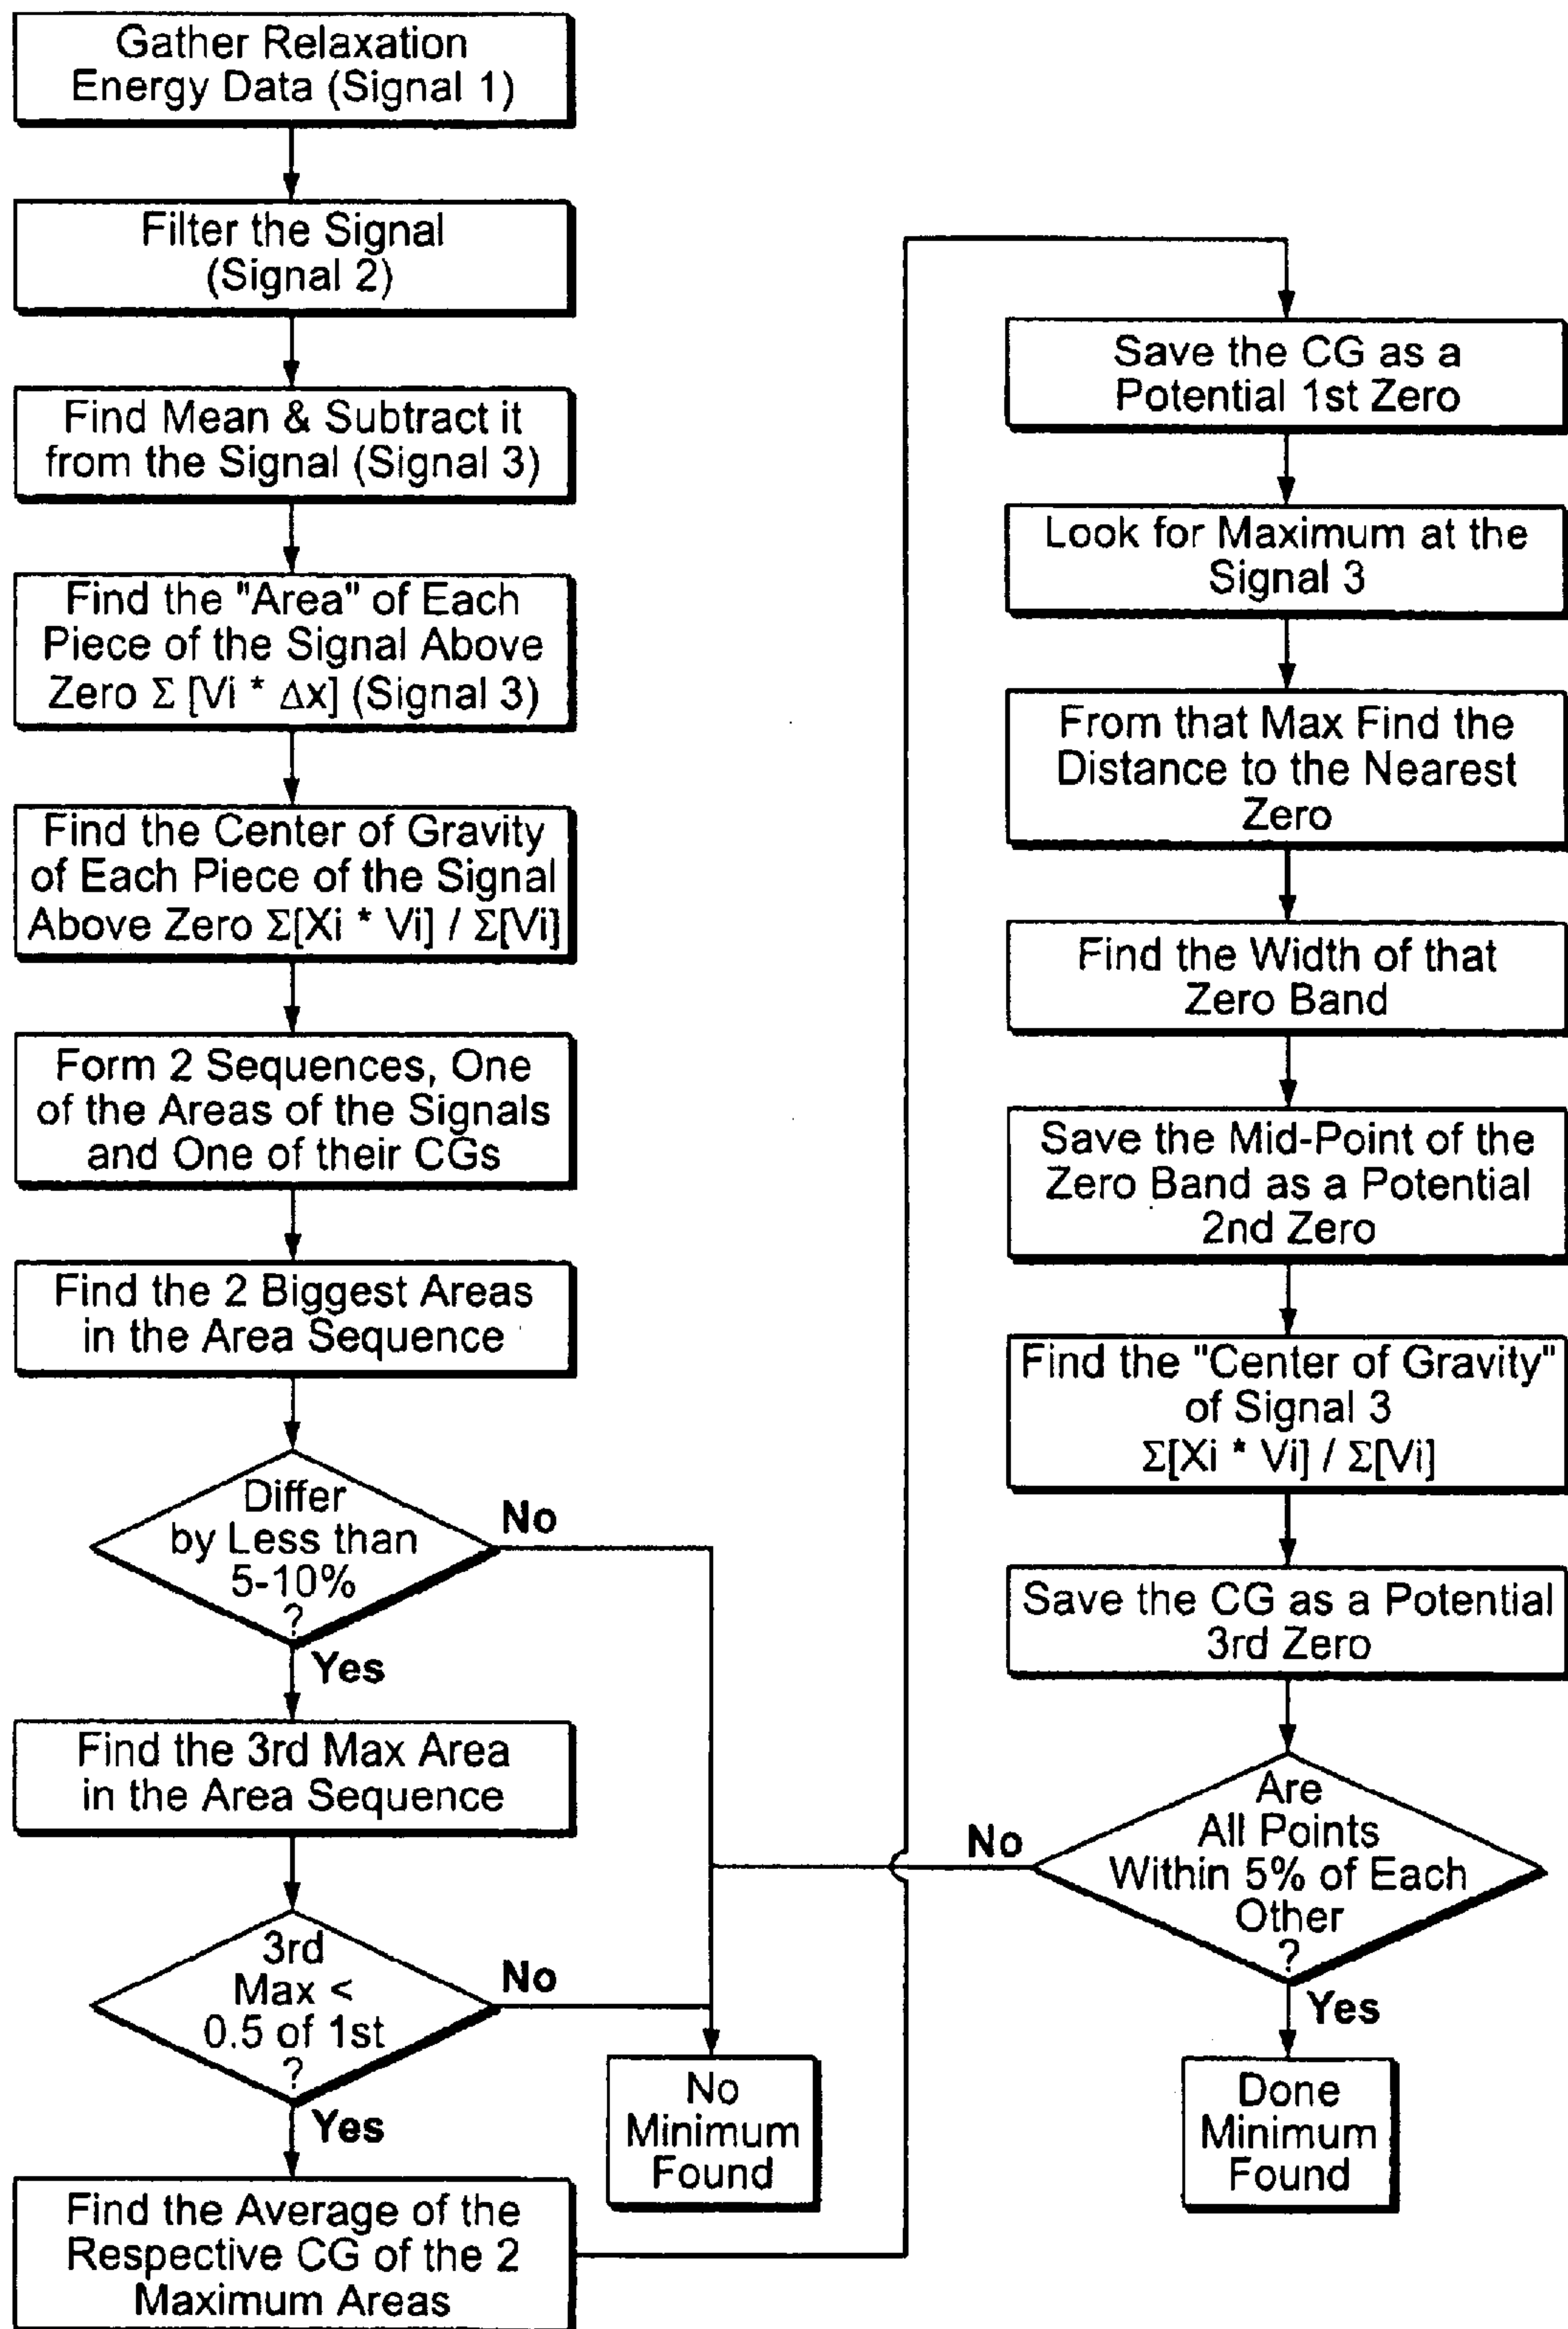 Gather Relaxation
Energy Data (Signal 1)
Filter the Signal
(Signal 2)
Find Mean & Subtract it
from the Signal (Signal 3)
Find the "Area" of Each
Piece of the Signal Above
Zero Σ [Vi * Δx] (Signal 3)
Find the Center of Gravity
of Each Piece of the Signal
Above Zero Σ[Xi * Vi] / Σ[Vi]
Form 2 Sequences, One
of the Areas of the Signals
and One of their CGs
Find the 2 Biggest Areas
in the Area Sequence
Differ
by Less than
5-10%
?
No
Yes
Find the 3rd Max Area
in the Area Sequence
3rd
Max <
0.5 of 1st
?
No
Yes
Find the Average of the
Respective CG of the 2
Maximum Areas
No
Minimum
Found
Save the CG as a
Potential 1st Zero
Look for Maximum at the
Signal 3
From that Max Find the
Distance to the Nearest
Zero
Find the Width of that
Zero Band
Save the Mid-Point of the
Zero Band as a Potential
2nd Zero
Find the "Center of Gravity"
of Signal 3
Σ[Xi * Vi] / Σ[Vi]
Save the CG as a Potential
3rd Zero
Are
All Points
Within 5% of Each
Other
?
No
Yes
Done
Minimum
Found